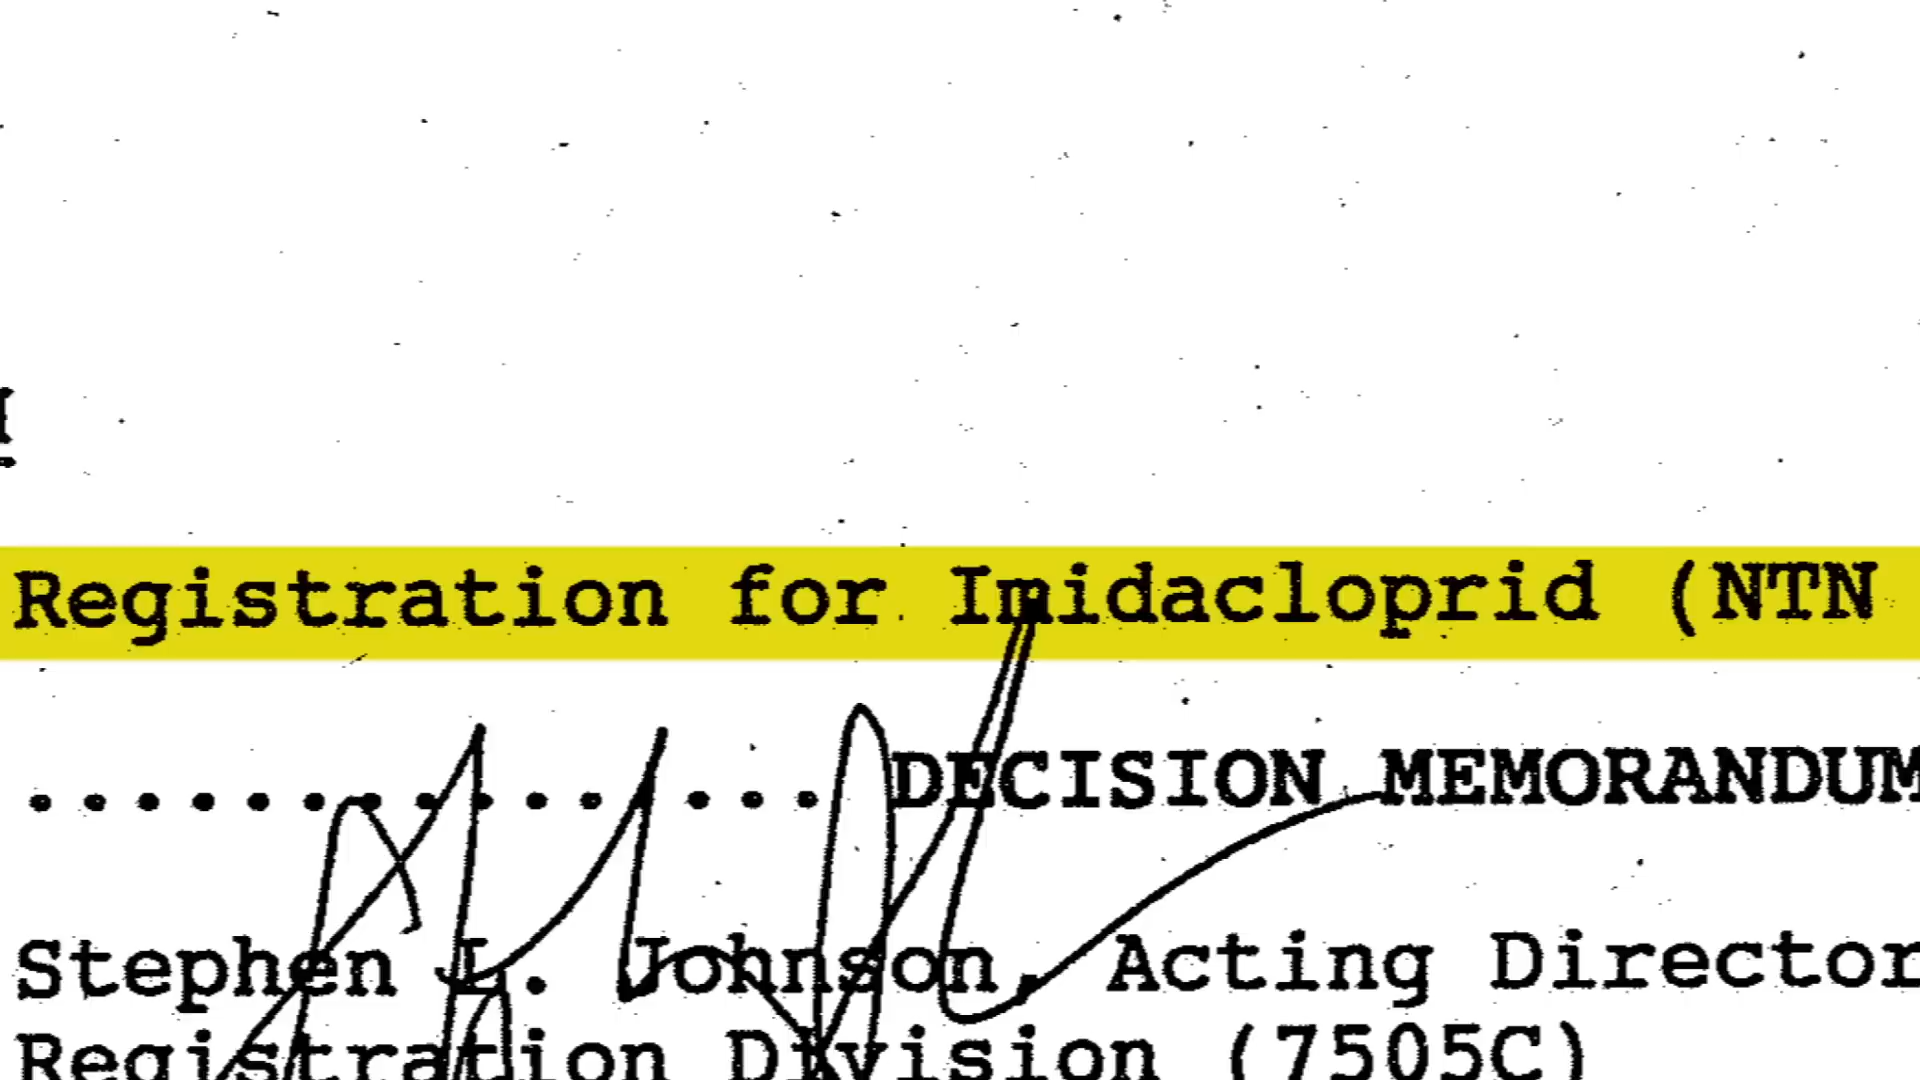 Registration for Imidacloprid (NTN
...............DECISION MEMORANDUM
Stephen L. Johnson, Acting Director
Registration Division (7505C)